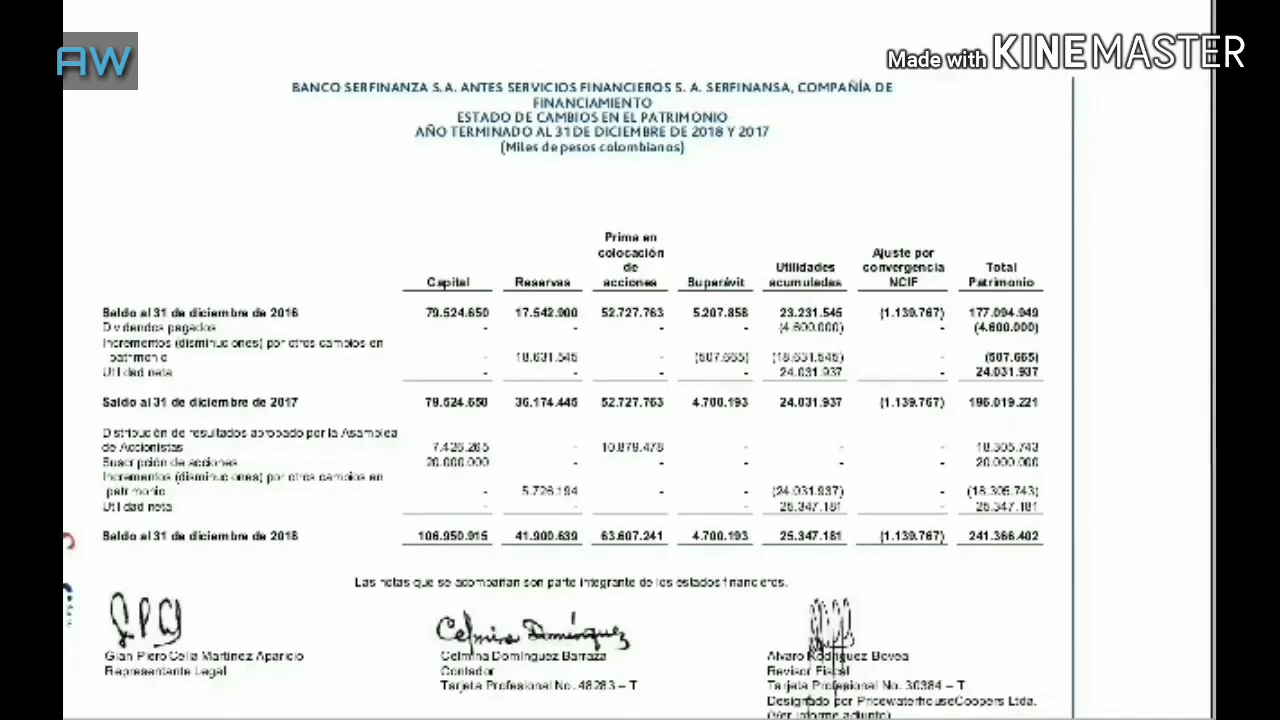 AW
Made with KINEMASTER
BANCO SERFINANZA S.A. ANTES SERVICIOS FINANCIEROS S. A. SERFINANSA, COMPAÑÍA DE
FINANCIAMIENTO
ESTADO DE CAMBIOS EN EL PATRIMONIO
AÑO TERMINADO AL 31 DE DICIEMBRE DE 2018 Y 2017
(Miles de pesos colombianos)
Capital Reservas Prima en colocación de acciones Superávit Utilidades acumuladas Ajuste por convergencia NCIF Total Patrimonio
Saldo al 31 de diciembre de 2016 79.524.650 17.542.900 52.727.763 5.207.858 23.231.545 (1.139.767) 177.094.949
Dividendos pagados - - - - (4.600.000) - (4.600.000)
Incrementos (disminuciones) por otros cambios en
patrimonio - 18.631.545 - (507.665) (18.631.545) - (507.665)
Utilidad neta - - - - 24.031.937 - 24.031.937
Saldo al 31 de diciembre de 2017 79.524.650 36.174.445 52.727.763 4.700.193 24.031.937 (1.139.767) 196.019.221
Distribución de resultados aprobado por la Asamblea
de Accionistas 7.426.265 - 10.879.478 - - - 18.305.743
Suscripción de acciones 20.000.000 - - - - - 20.000.000
Incrementos (disminuciones) por otros cambios en
patrimonio - 5.726.194 - - (24.031.937) - (18.305.743)
Utilidad neta - - - - 25.347.181 - 25.347.181
Saldo al 31 de diciembre de 2018 106.950.915 41.900.639 63.607.241 4.700.193 25.347.181 (1.139.767) 241.366.402
Las notas que se acompañan son parte integrante de los estados financieros.
Celmira Domínguez
Gian Piero Celia Martínez Aparicio
Representante Legal
Celmina Domínguez Barraza
Contador
Tarjeta Profesional No. 48283 – T
Alvaro Rodríguez Bovea
Revisor Fiscal
Tarjeta Profesional No. 30384 – T
Designado por PricewaterhouseCoopers Ltda.
(Ver informe adjunto)